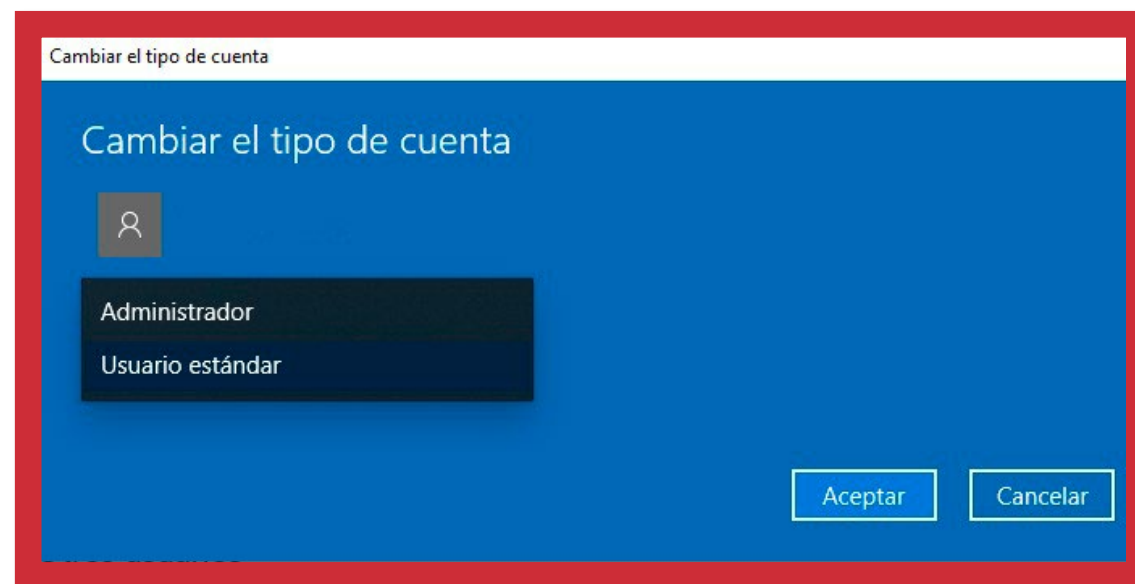 Cambiar el tipo de cuenta
Cambiar el tipo de cuenta
Administrador
Usuario estándar
Aceptar
Cancelar